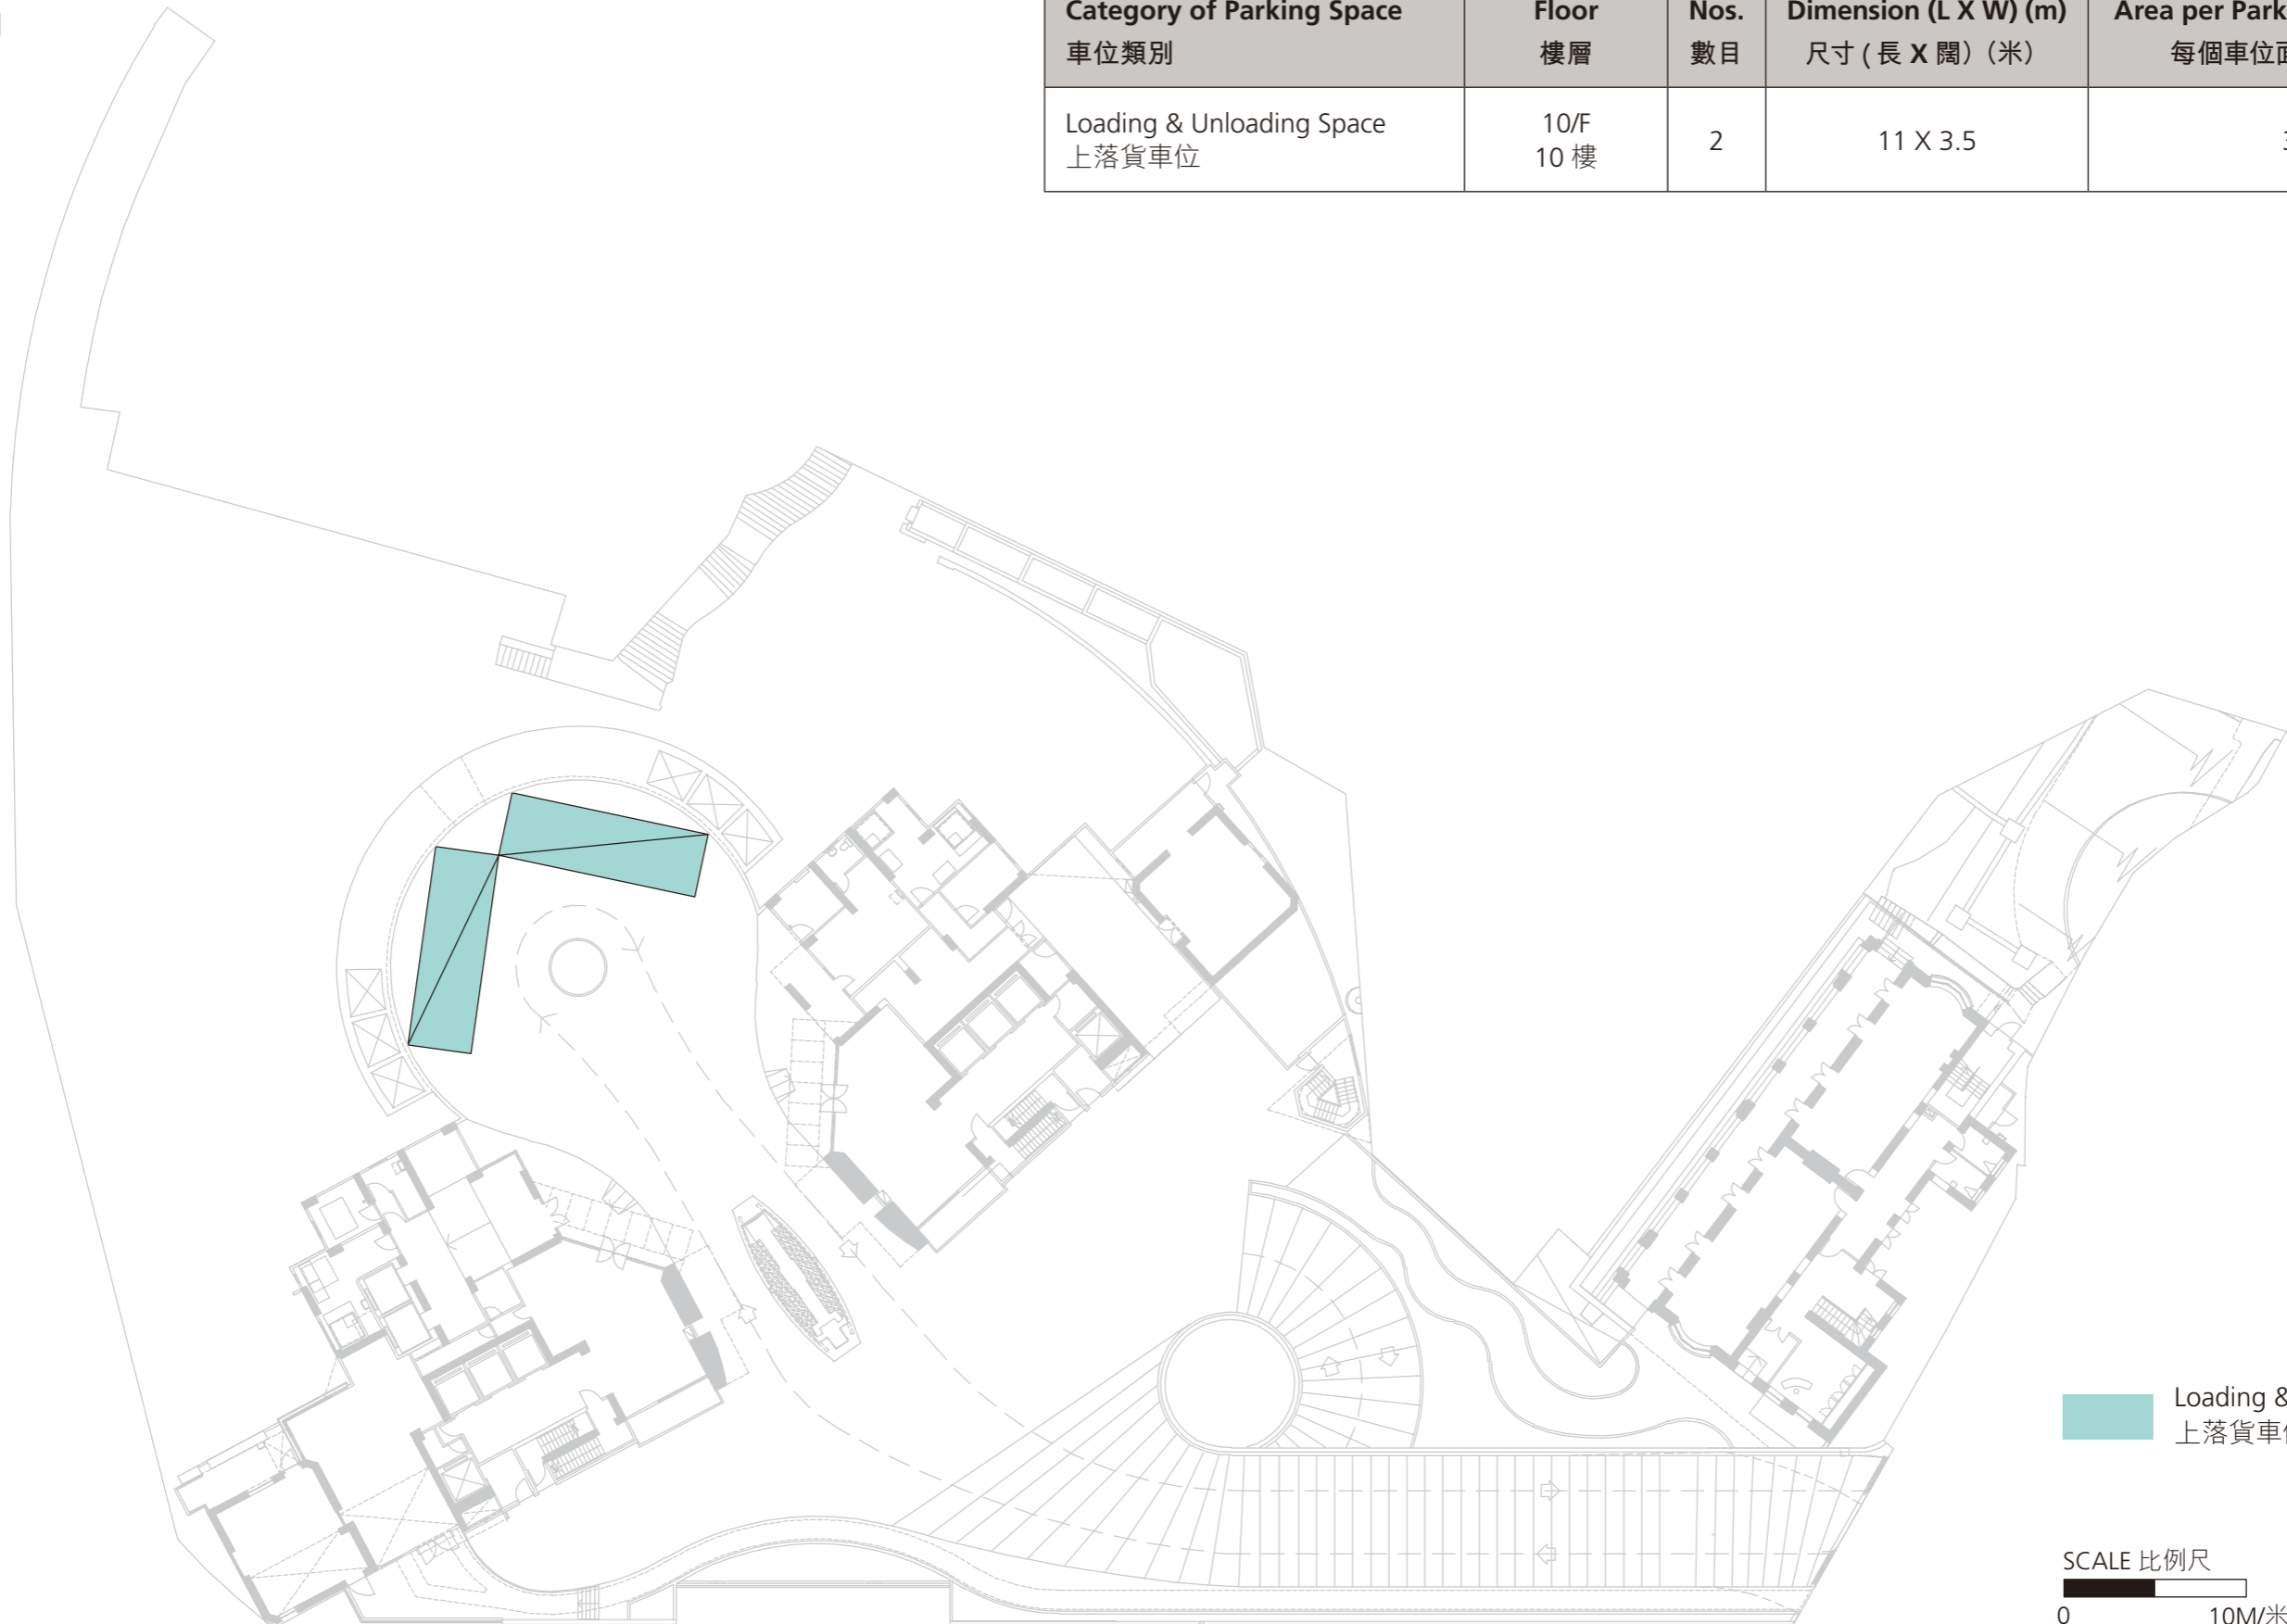 Category of Parking Space
車位類別
Floor
樓層
Nos.
數目
Dimension (L X W) (m)
尺寸 ( 長 X 闊）（米）
Area per Park
每個車位
Loading & Unloading Space
上落貨車位
10/F
10 樓
2
11 X 3.5
Loading &
上落貨車
SCALE 比例尺
0
10M/米